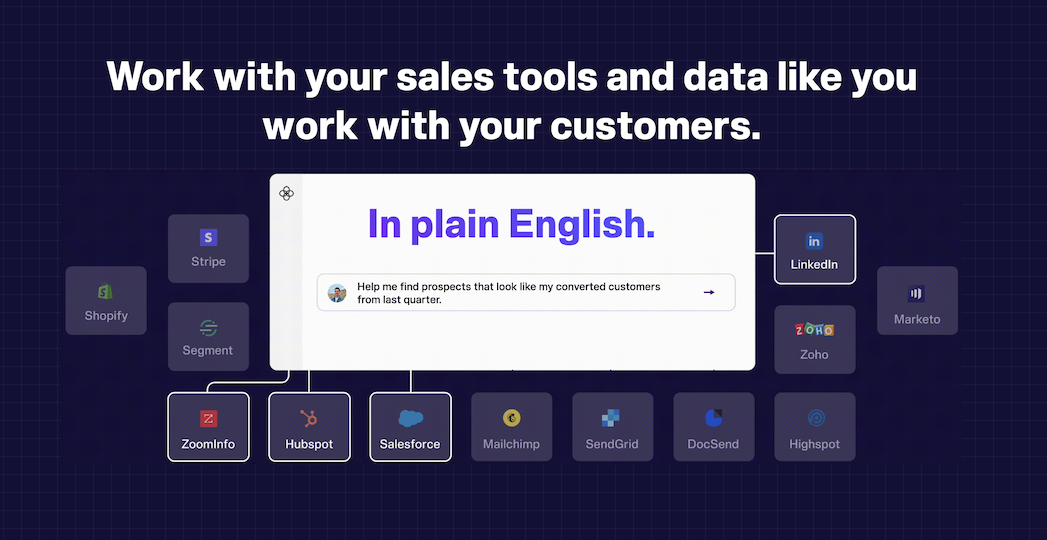 Work with your sales tools and data like you
work with your customers.
In plain English.
Help me find prospects that look like my converted customers
from last quarter.
S
Stripe
Shopify
Segment
in
LinkedIn
Marketo
ZOHO
Zoho
Z
ZoomInfo
Hubspot
Salesforce
Mailchimp
SendGrid
DocSend
Highspot